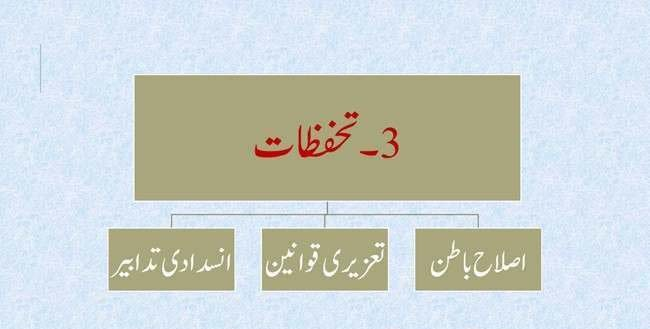 3۔ تحفظات
اصلاح باطن
تعزیری قوانین
انسدادی تدابیر